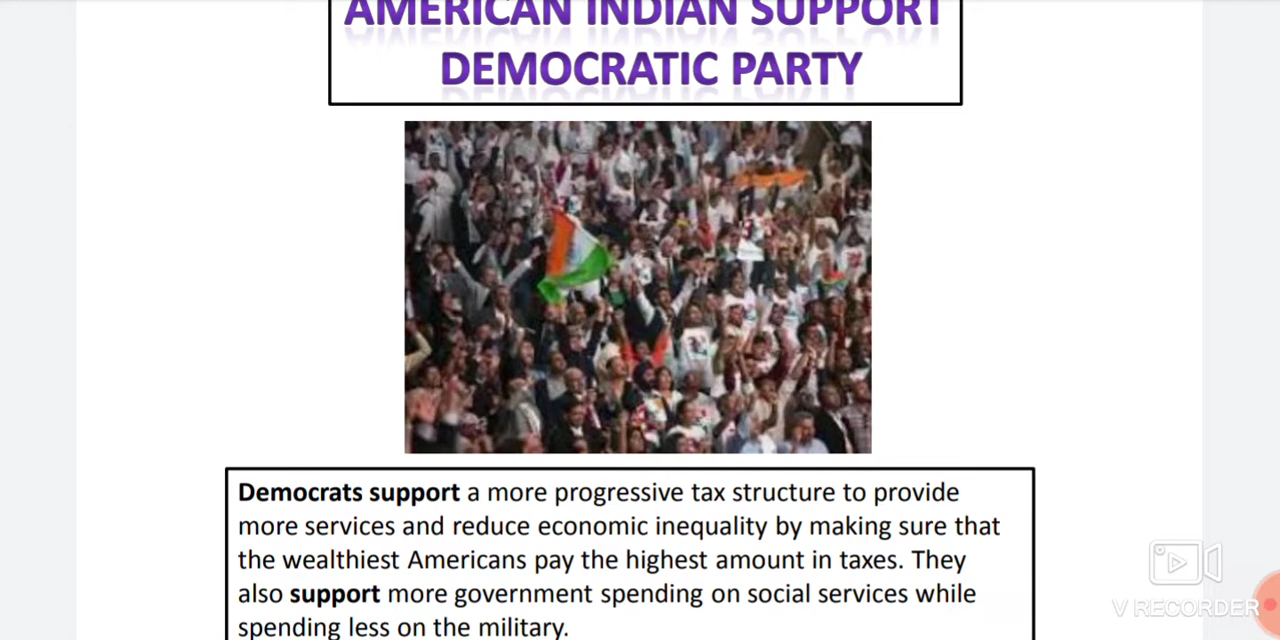 AMERICAN INDIAN SUPPORT
DEMOCRATIC PARTY
Democrats support a more progressive tax structure to provide
more services and reduce economic inequality by making sure that
the wealthiest Americans pay the highest amount in taxes. They
also support more government spending on social services while
spending less on the military.
V RECORDER